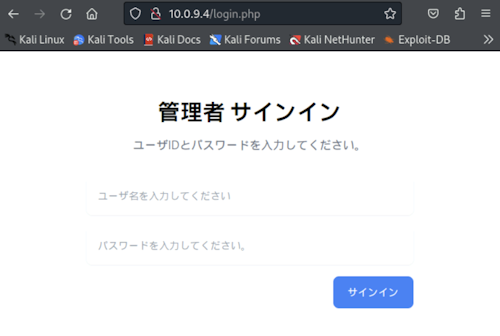 10.0.9.4/login.php
Kali Linux Kali Tools Kali Docs Kali Forums Kali NetHunter Exploit-DB
管理者 サインイン
ユーザIDとパスワードを入力してください。
ユーザ名を入力してください
パスワードを入力してください。
サインイン